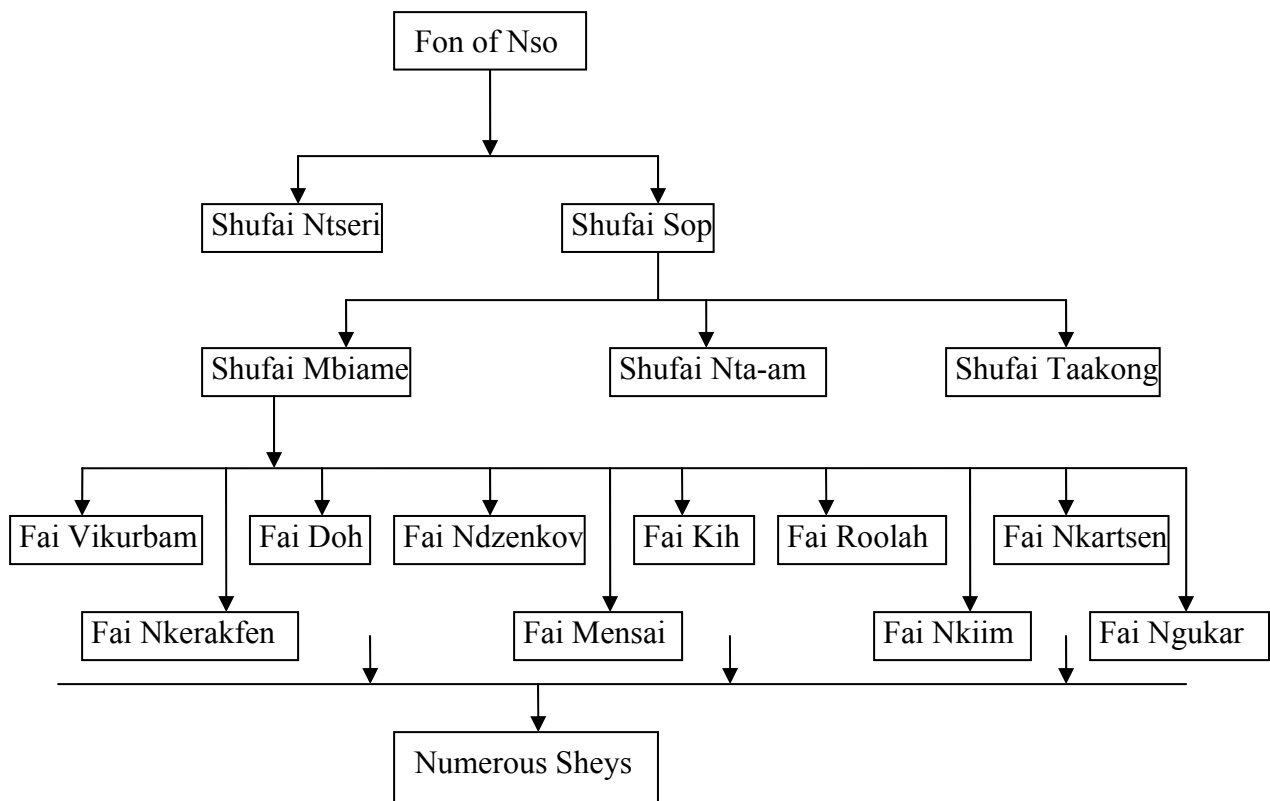 Fon of Nso
Shufai Ntseri
Shufai Sop
Shufai Mbiame
Shufai Nta-am
Shufai Taakong
Fai Vikurbam
Fai Doh
Fai Ndzenkov
Fai Kih
Fai Roolah
Fai Nkartsen
Fai Nkerakfen
Fai Mensai
Fai Nkiim
Fai Ngukar
Numerous Sheys